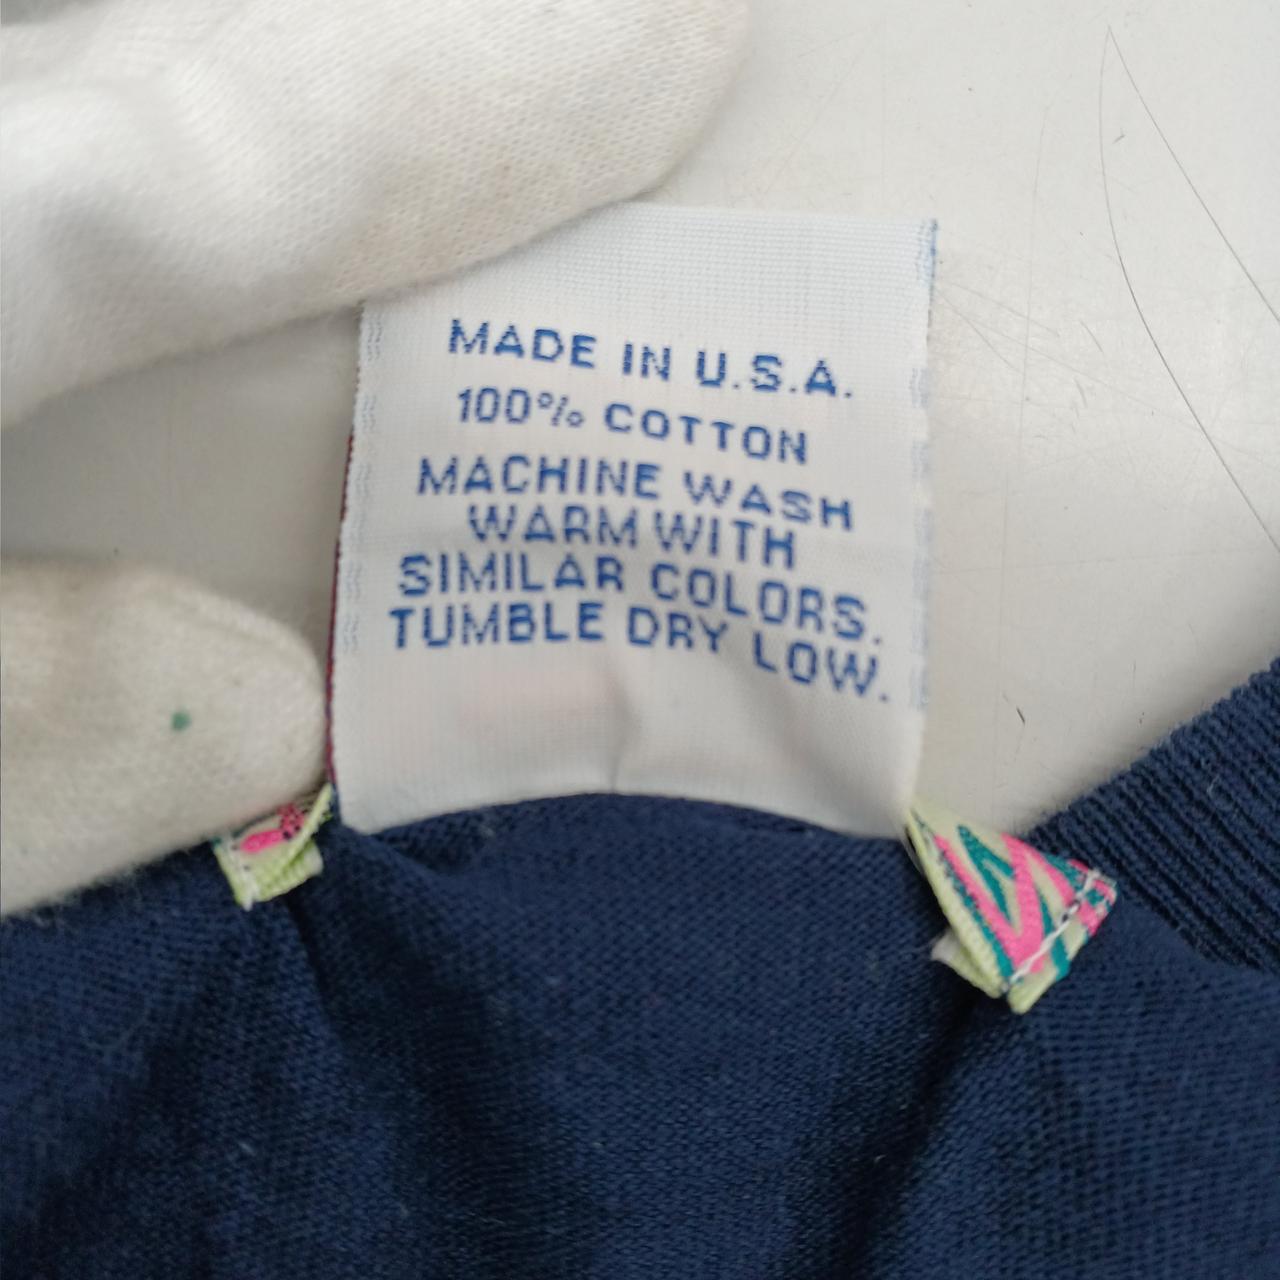 MADE IN U.S.A.
100% COTTON
MACHINE WASH
WARM WITH
SIMILAR COLORS.
TUMBLE DRY LOW.